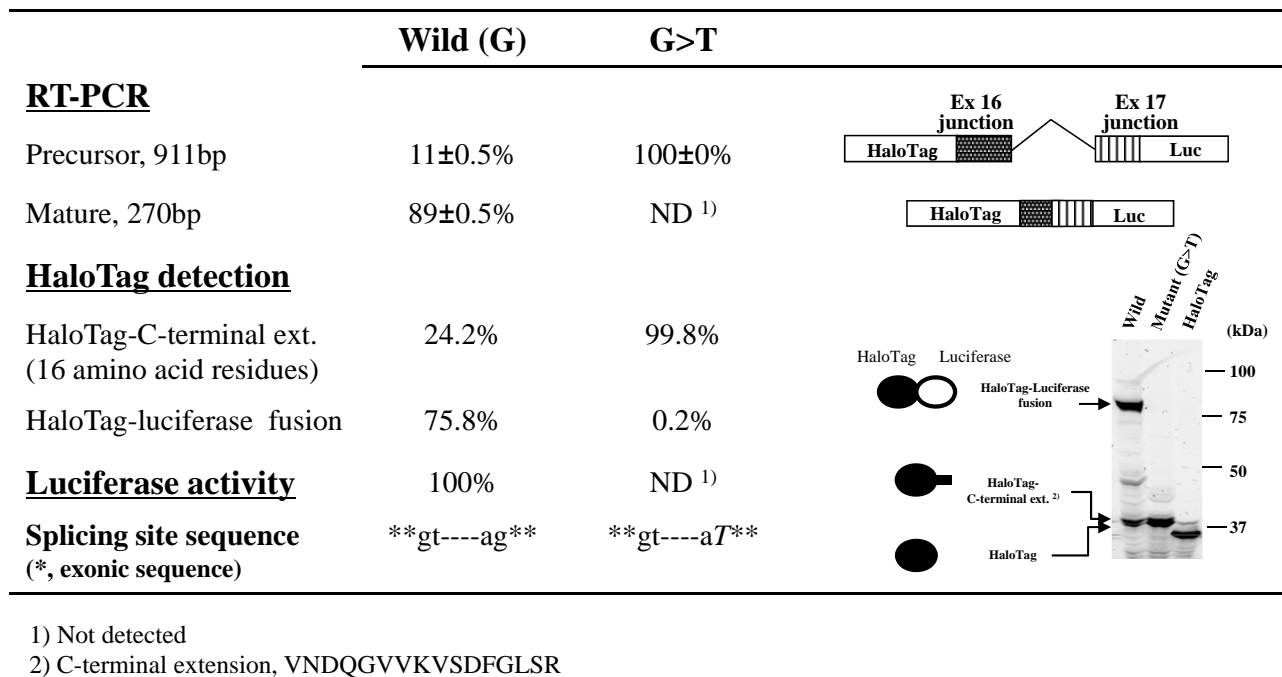 Wild (G) G>T
RT-PCR
Precursor, 911bp 11±0.5% 100±0%
Mature, 270bp 89±0.5% ND 1)
HaloTag detection
HaloTag-C-terminal ext. 24.2% 99.8%
(16 amino acid residues)
HaloTag-luciferase fusion 75.8% 0.2%
Luciferase activity 100% ND 1)
Splicing site sequence **gt----ag** **gt----aT**
(*, exonic sequence)
Ex 16 Ex 17
junction junction
HaloTag Luc
HaloTag Luc
Wild
Mutant (G>T)
HaloTag
(kDa)
HaloTag Luciferase
HaloTag-Luciferase
fusion
100
75
50
HaloTag-
C-terminal ext. 2)
37
HaloTag
1) Not detected
2) C-terminal extension, VNDQGVVKVSDFGLSR